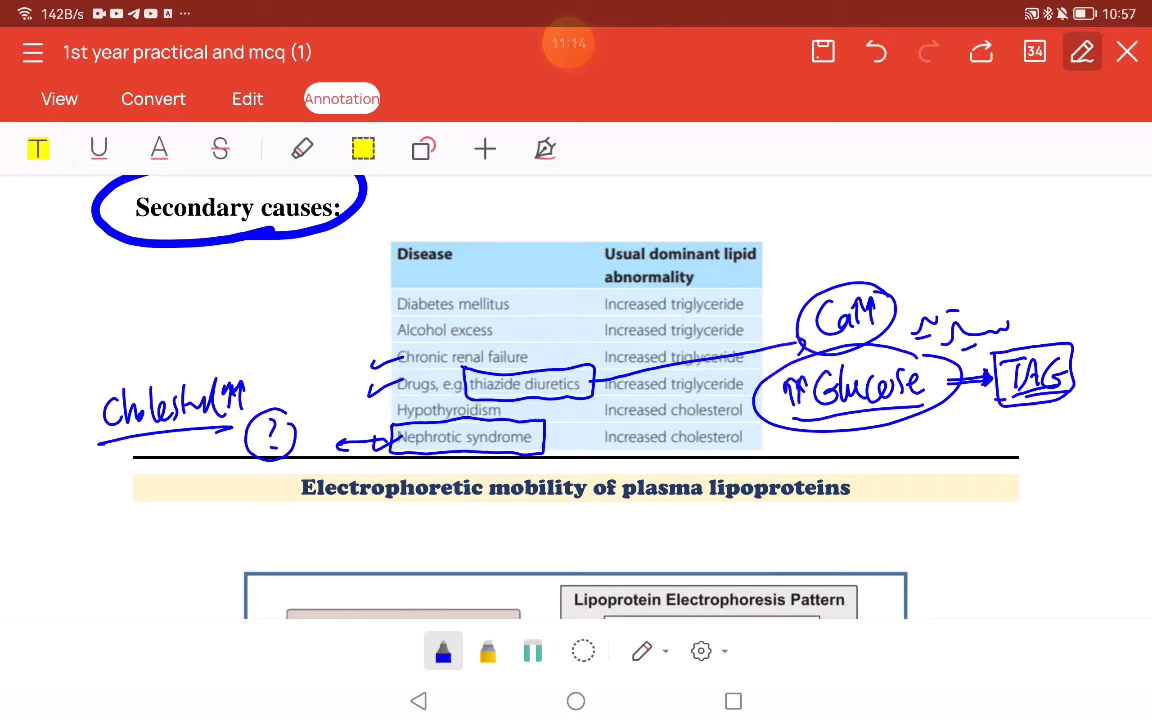 142B/s
10:57
11:14
1st year practical and mcq (1)
34
View Convert Edit Annotation
T U A S
Secondary causes:
Disease Usual dominant lipid
abnormality
Diabetes mellitus Increased triglyceride
Alcohol excess Increased triglyceride
Chronic renal failure Increased triglyceride
Drugs, e.g. thiazide diuretics Increased triglyceride
Hypothyroidism Increased cholesterol
Nephrotic syndrome Increased cholesterol
↑↑ Glucose
TAG
?
Electrophoretic mobility of plasma lipoproteins
Lipoprotein Electrophoresis Pattern